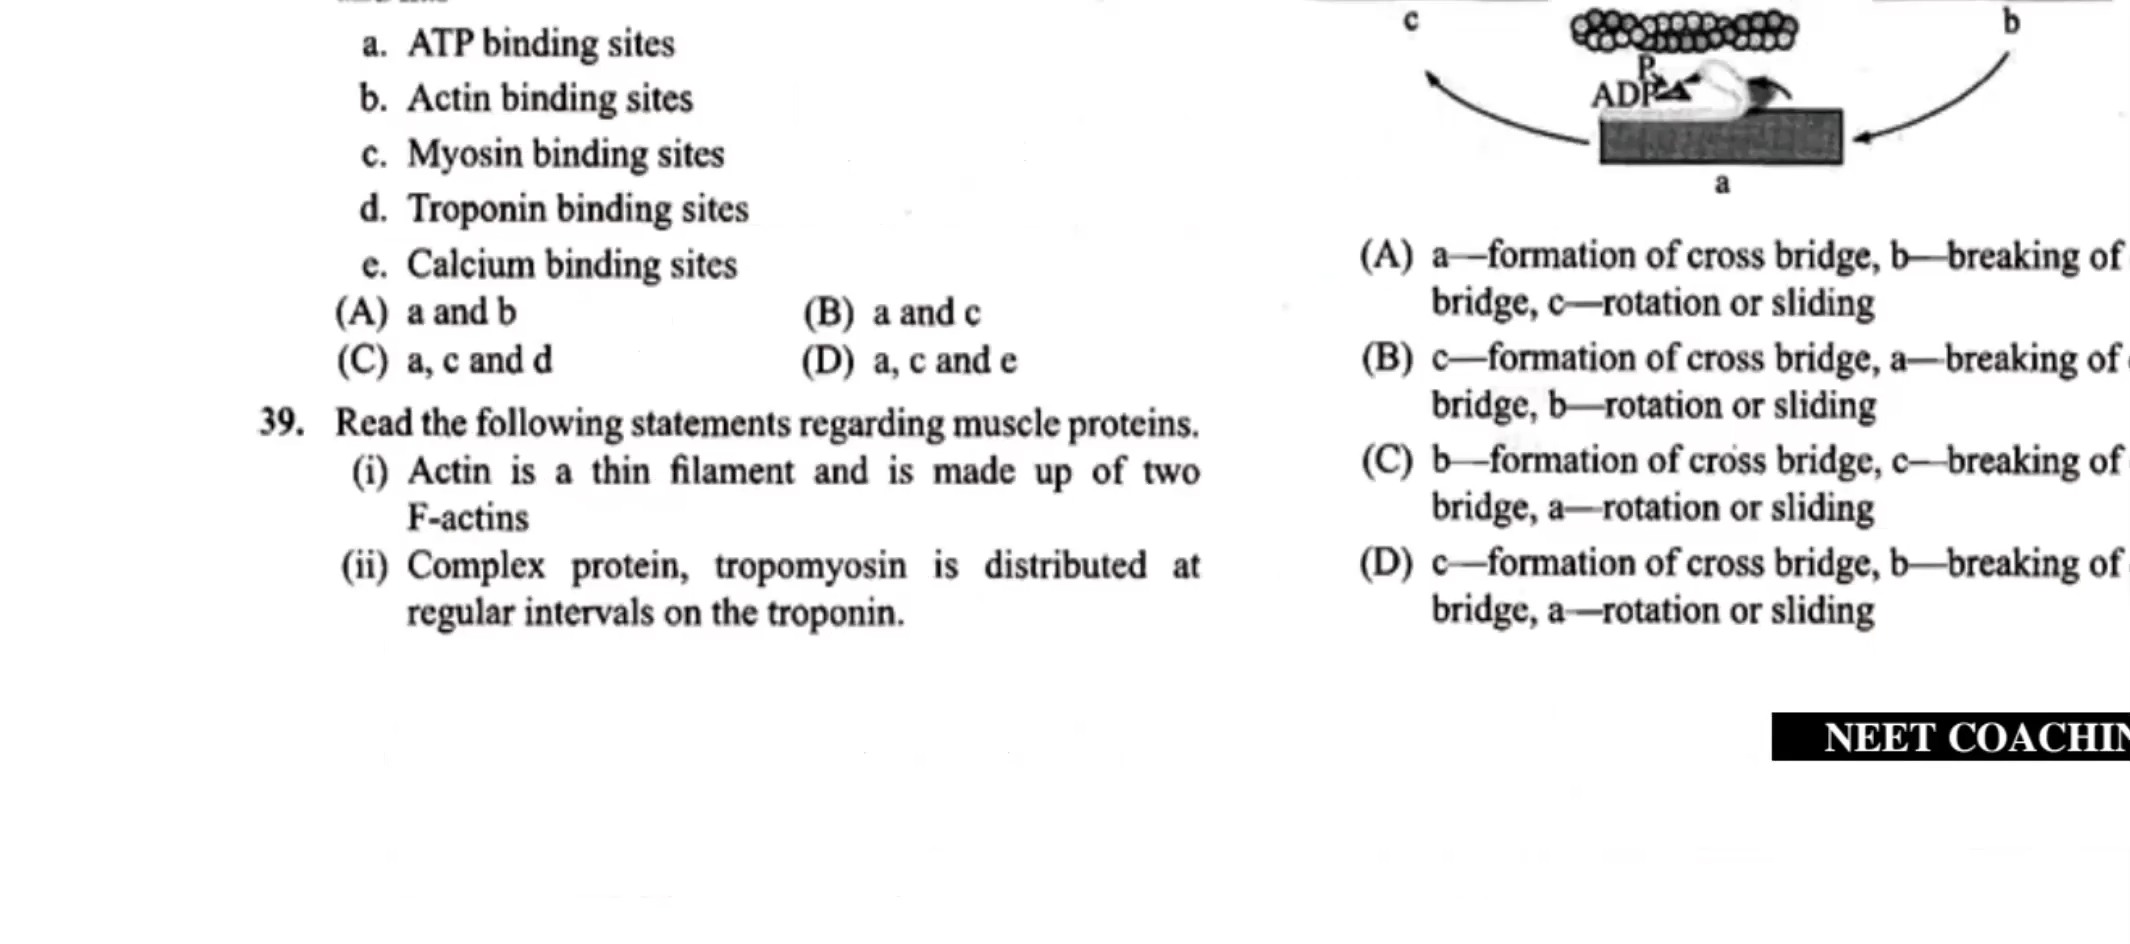 a. ATP binding sites
b. Actin binding sites
c. Myosin binding sites
d. Troponin binding sites
e. Calcium binding sites
(A) a and b (B) a and c
(C) a, c and d (D) a, c and e
39. Read the following statements regarding muscle proteins.
(i) Actin is a thin filament and is made up of two
F-actins
(ii) Complex protein, tropomyosin is distributed at
regular intervals on the troponin.
c
b
P
ADP
a
(A) a—formation of cross bridge, b—breaking of
bridge, c—rotation or sliding
(B) c—formation of cross bridge, a—breaking of
bridge, b—rotation or sliding
(C) b—formation of cross bridge, c—breaking of
bridge, a—rotation or sliding
(D) c—formation of cross bridge, b—breaking of
bridge, a—rotation or sliding
NEET COACHIN